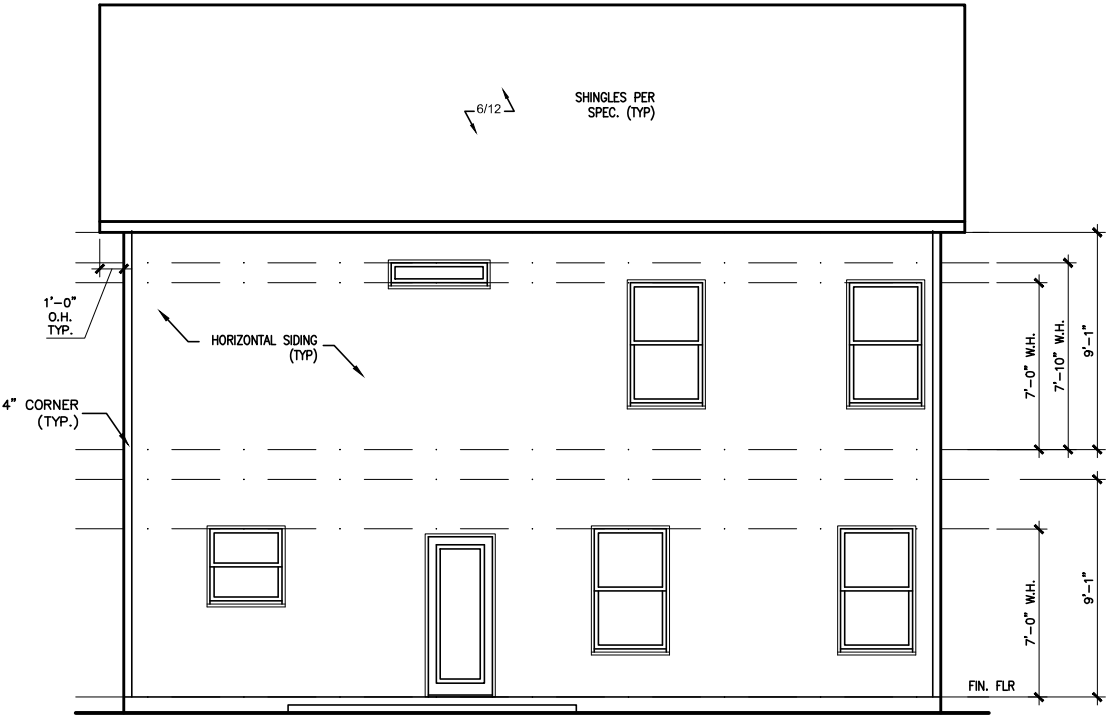 SHINGLES PER
SPEC. (TYP)
6/12
1'-0"
O.H.
TYP.
HORIZONTAL SIDING
(TYP)
4" CORNER
(TYP.)
7'-0" W.H.
7'-10" W.H.
9'-1"
7'-0" W.H.
9'-1"
FIN. FLR